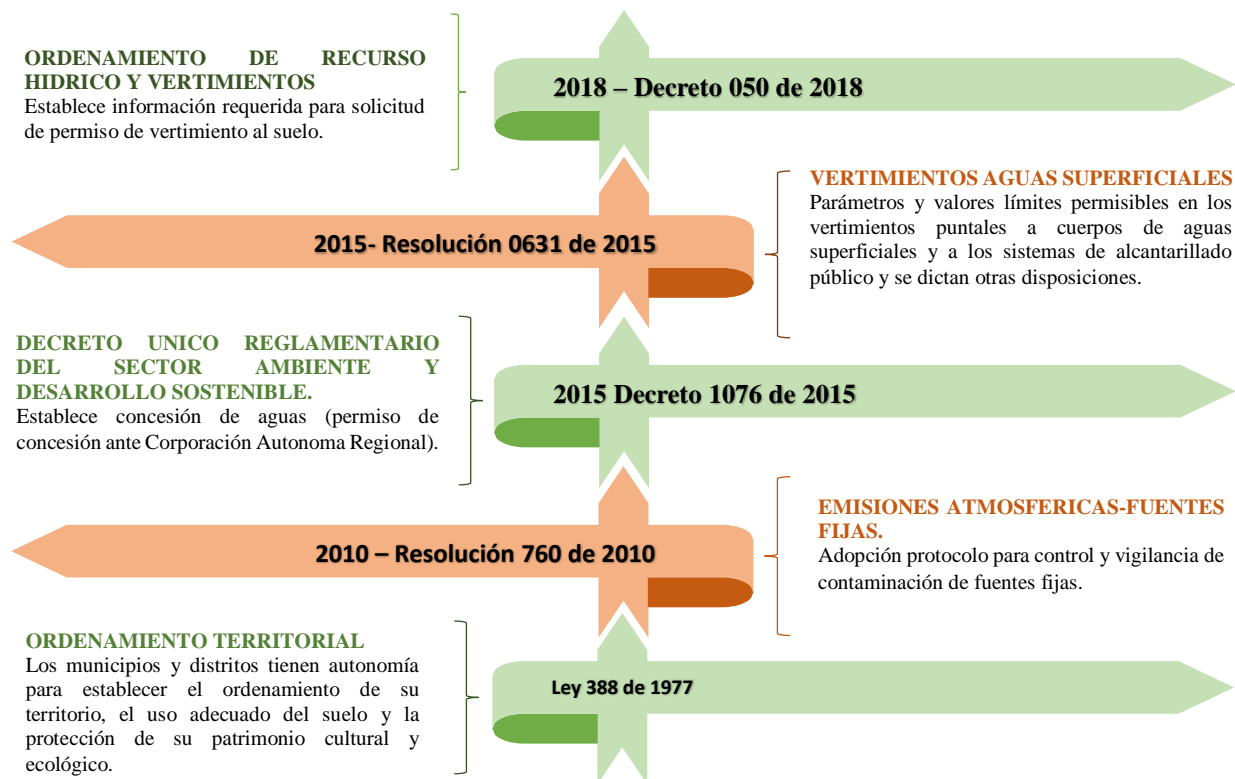 ORDENAMIENTO DE RECURSO
HIDRICO Y VERTIMIENTOS
Establece información requerida para solicitud
de permiso de vertimiento al suelo.
2018 – Decreto 050 de 2018
VERTIMIENTOS AGUAS SUPERFICIALES
Parámetros y valores límites permisibles en los
vertimientos puntales a cuerpos de aguas
superficiales y a los sistemas de alcantarillado
público y se dictan otras disposiciones.
2015- Resolución 0631 de 2015
DECRETO UNICO REGLAMENTARIO
DEL SECTOR AMBIENTE Y
DESARROLLO SOSTENIBLE.
Establece concesión de aguas (permiso de
concesión ante Corporación Autonoma Regional).
2015 Decreto 1076 de 2015
EMISIONES ATMOSFERICAS-FUENTES
FIJAS.
Adopción protocolo para control y vigilancia de
contaminación de fuentes fijas.
2010 – Resolución 760 de 2010
ORDENAMIENTO TERRITORIAL
Los municipios y distritos tienen autonomía
para establecer el ordenamiento de su
territorio, el uso adecuado del suelo y la
protección de su patrimonio cultural y
ecológico.
Ley 388 de 1977